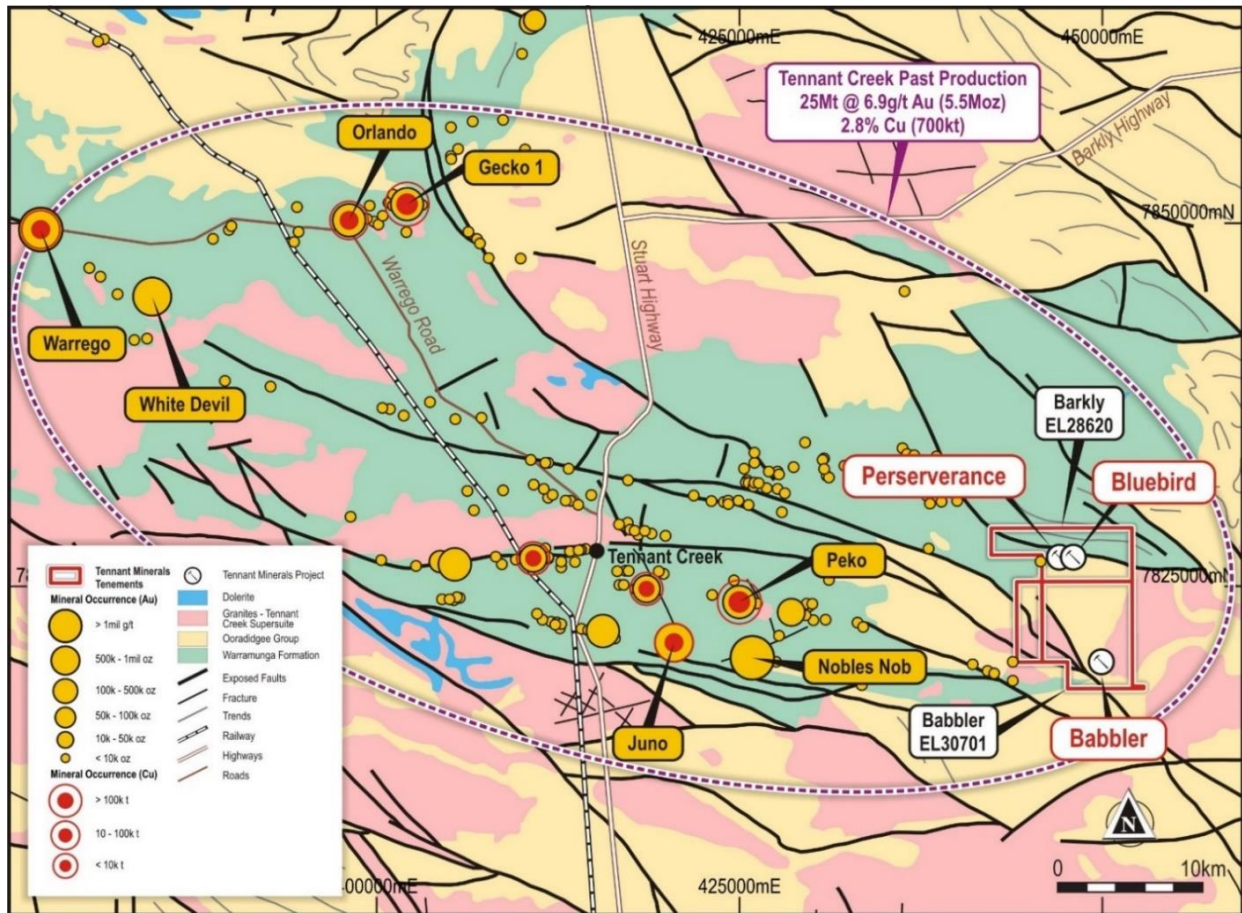 425000mE
450000mE
Tennant Creek Past Production
25Mt @ 6.9g/t Au (5.5Moz)
2.8% Cu (700kt)
Barkly Highway
Orlando
Gecko 1
7850000mN
Stuart Highway
Warrego Road
Warrego
White Devil
Barkly
EL28620
Perserverance
Bluebird
Tennant Creek
Peko
7825000mN
Nobles Nob
Juno
Babbler
EL30701
Babbler
78
Tennant Minerals
Tenements
Mineral Occurrence (Au)
> 1mil g/t
500k - 1mil oz
100k - 500k oz
50k - 100k oz
10k - 50k oz
< 10k oz
Mineral Occurrence (Cu)
> 100k t
10 - 100k t
< 10k t
Tennant Minerals Project
Dolerite
Granites - Tennant
Creek Supersuite
Ooradidgee Group
Warramunga Formation
Exposed Faults
Fracture
Trends
Railway
Highways
Roads
00000mE
425000mE
N
0
10km